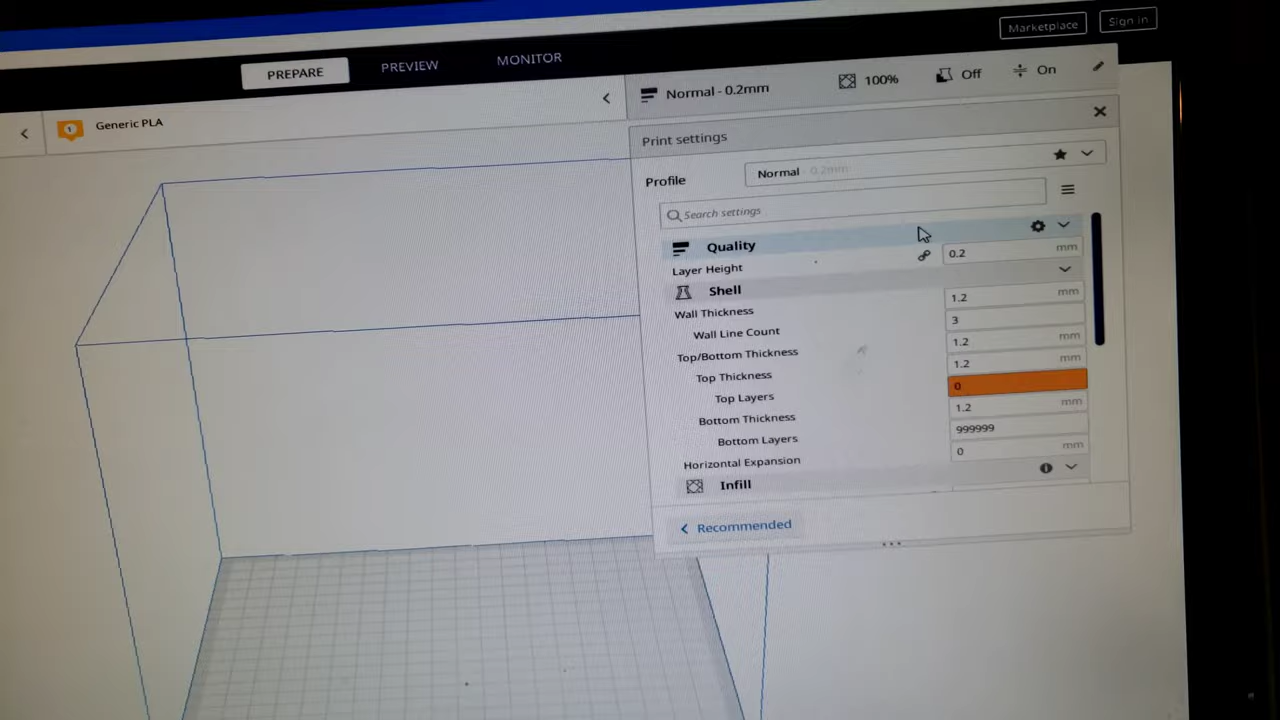 Marketplace Sign in
PREPARE PREVIEW MONITOR
Normal - 0.2mm 100% Off On
1 Generic PLA
Print settings
Profile Normal - 0.2mm
Search settings
Quality
Layer Height 0.2 mm
Shell
Wall Thickness 1.2 mm
Wall Line Count 3
Top/Bottom Thickness 1.2 mm
Top Thickness 1.2 mm
Top Layers 0
Bottom Thickness 1.2 mm
Bottom Layers 999999
Horizontal Expansion 0 mm
Infill
Recommended